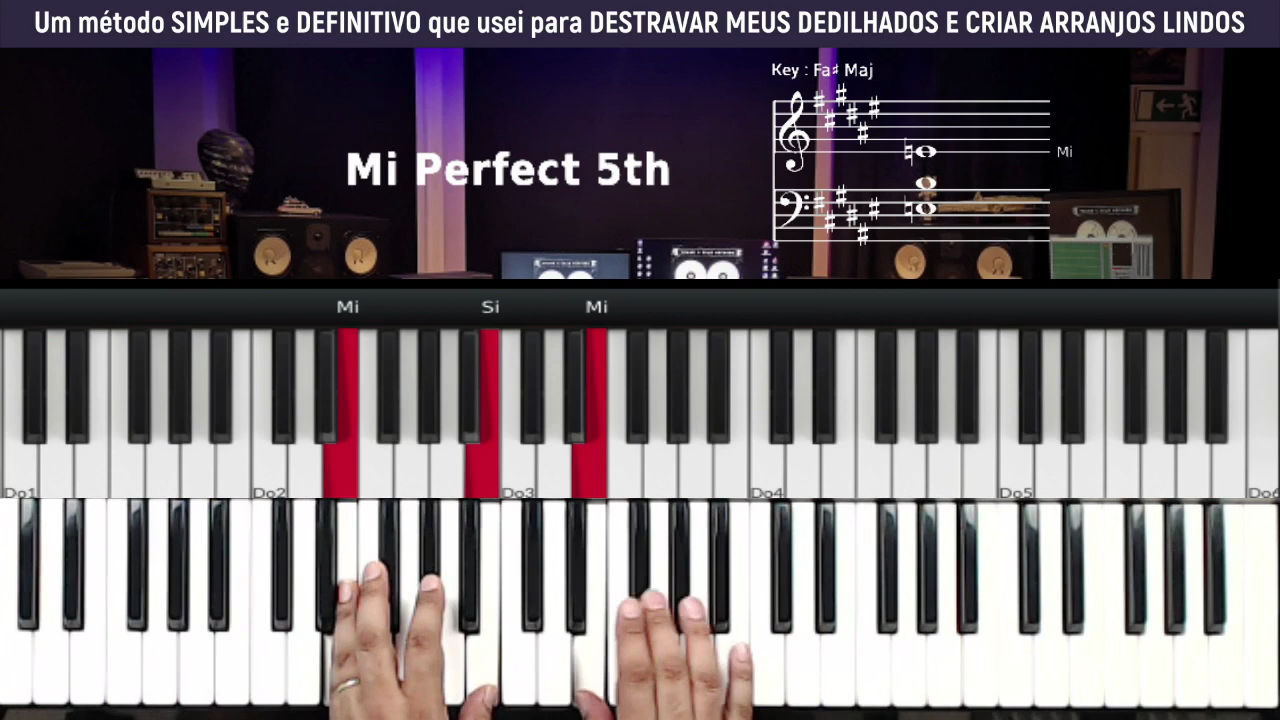 Um método SIMPLES e DEFINITIVO que usei para DESTRAVAR MEUS DEDILHADOS E CRIAR ARRANJOS LINDOS
Key : Fa♯ Maj
Mi Perfect 5th
Mi
Mi Si Mi
Do1 Do2 Do3 Do4 Do5